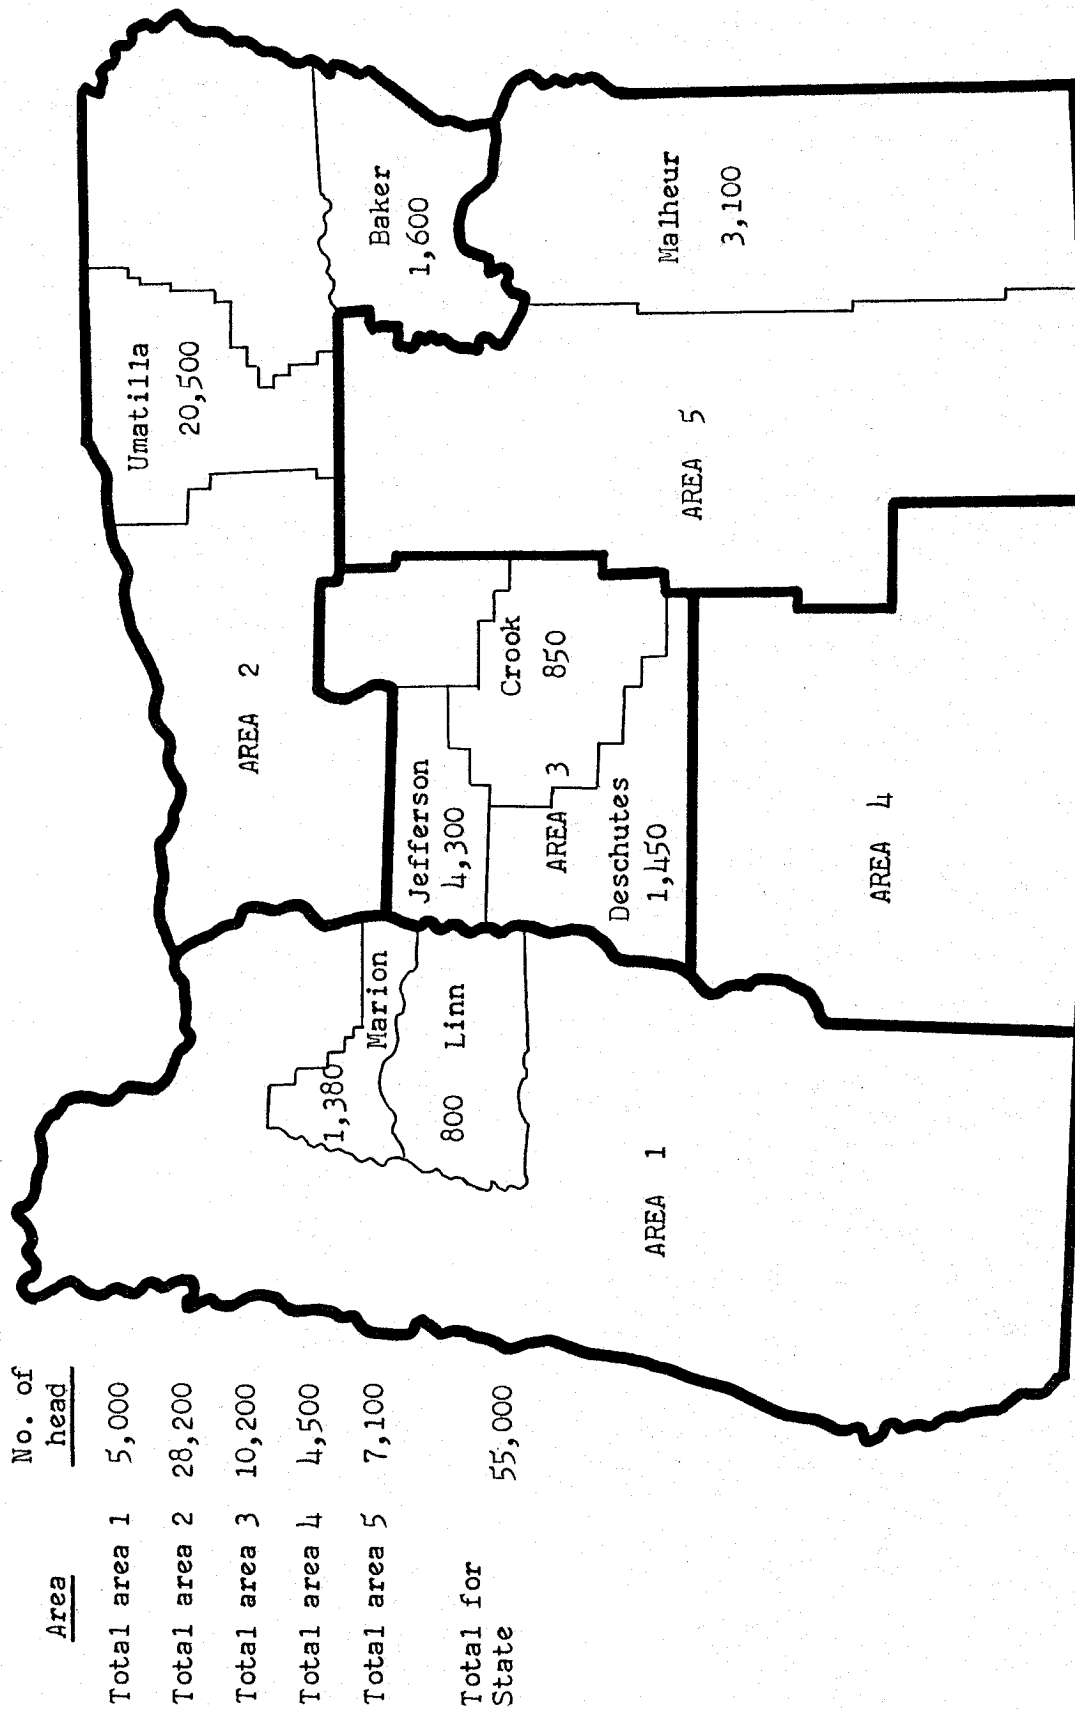 Area No. of head
Total area 1 5,000
Total area 2 28,200
Total area 3 10,200
Total area 4 4,500
Total area 5 7,100
Total for State 55,000
Umatilla
20,500
AREA 2
Baker
1,600
Marion
1,380
Linn
800
Jefferson
4,300
Crook
850
AREA 3
Deschutes
1,450
AREA 1
AREA 4
AREA 5
Malheur
3,100